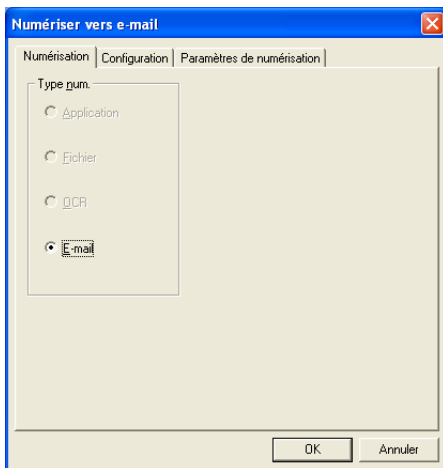 Numériser vers e-mail
Numérisation Configuration Paramètres de numérisation
Type num.
Application
Fichier
OCR
E-mail
OK Annuler